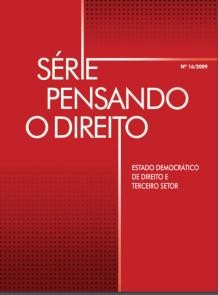 SÉRIE
Nº 16/2009
PENSANDO
O DIREITO
ESTADO DEMOCRÁTICO
DE DIREITO E
TERCEIRO SETOR